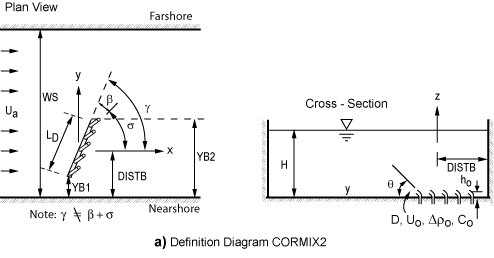 Plan View
Farshore
WS
y
β
γ
σ
Ua
LD
x
YB2
YB1
DISTB
Note: γ ≠ β + σ
Nearshore
Cross - Section
z
H
DISTB
θ
ho
y
D, Uo, Δρo, Co
a) Definition Diagram CORMIX2